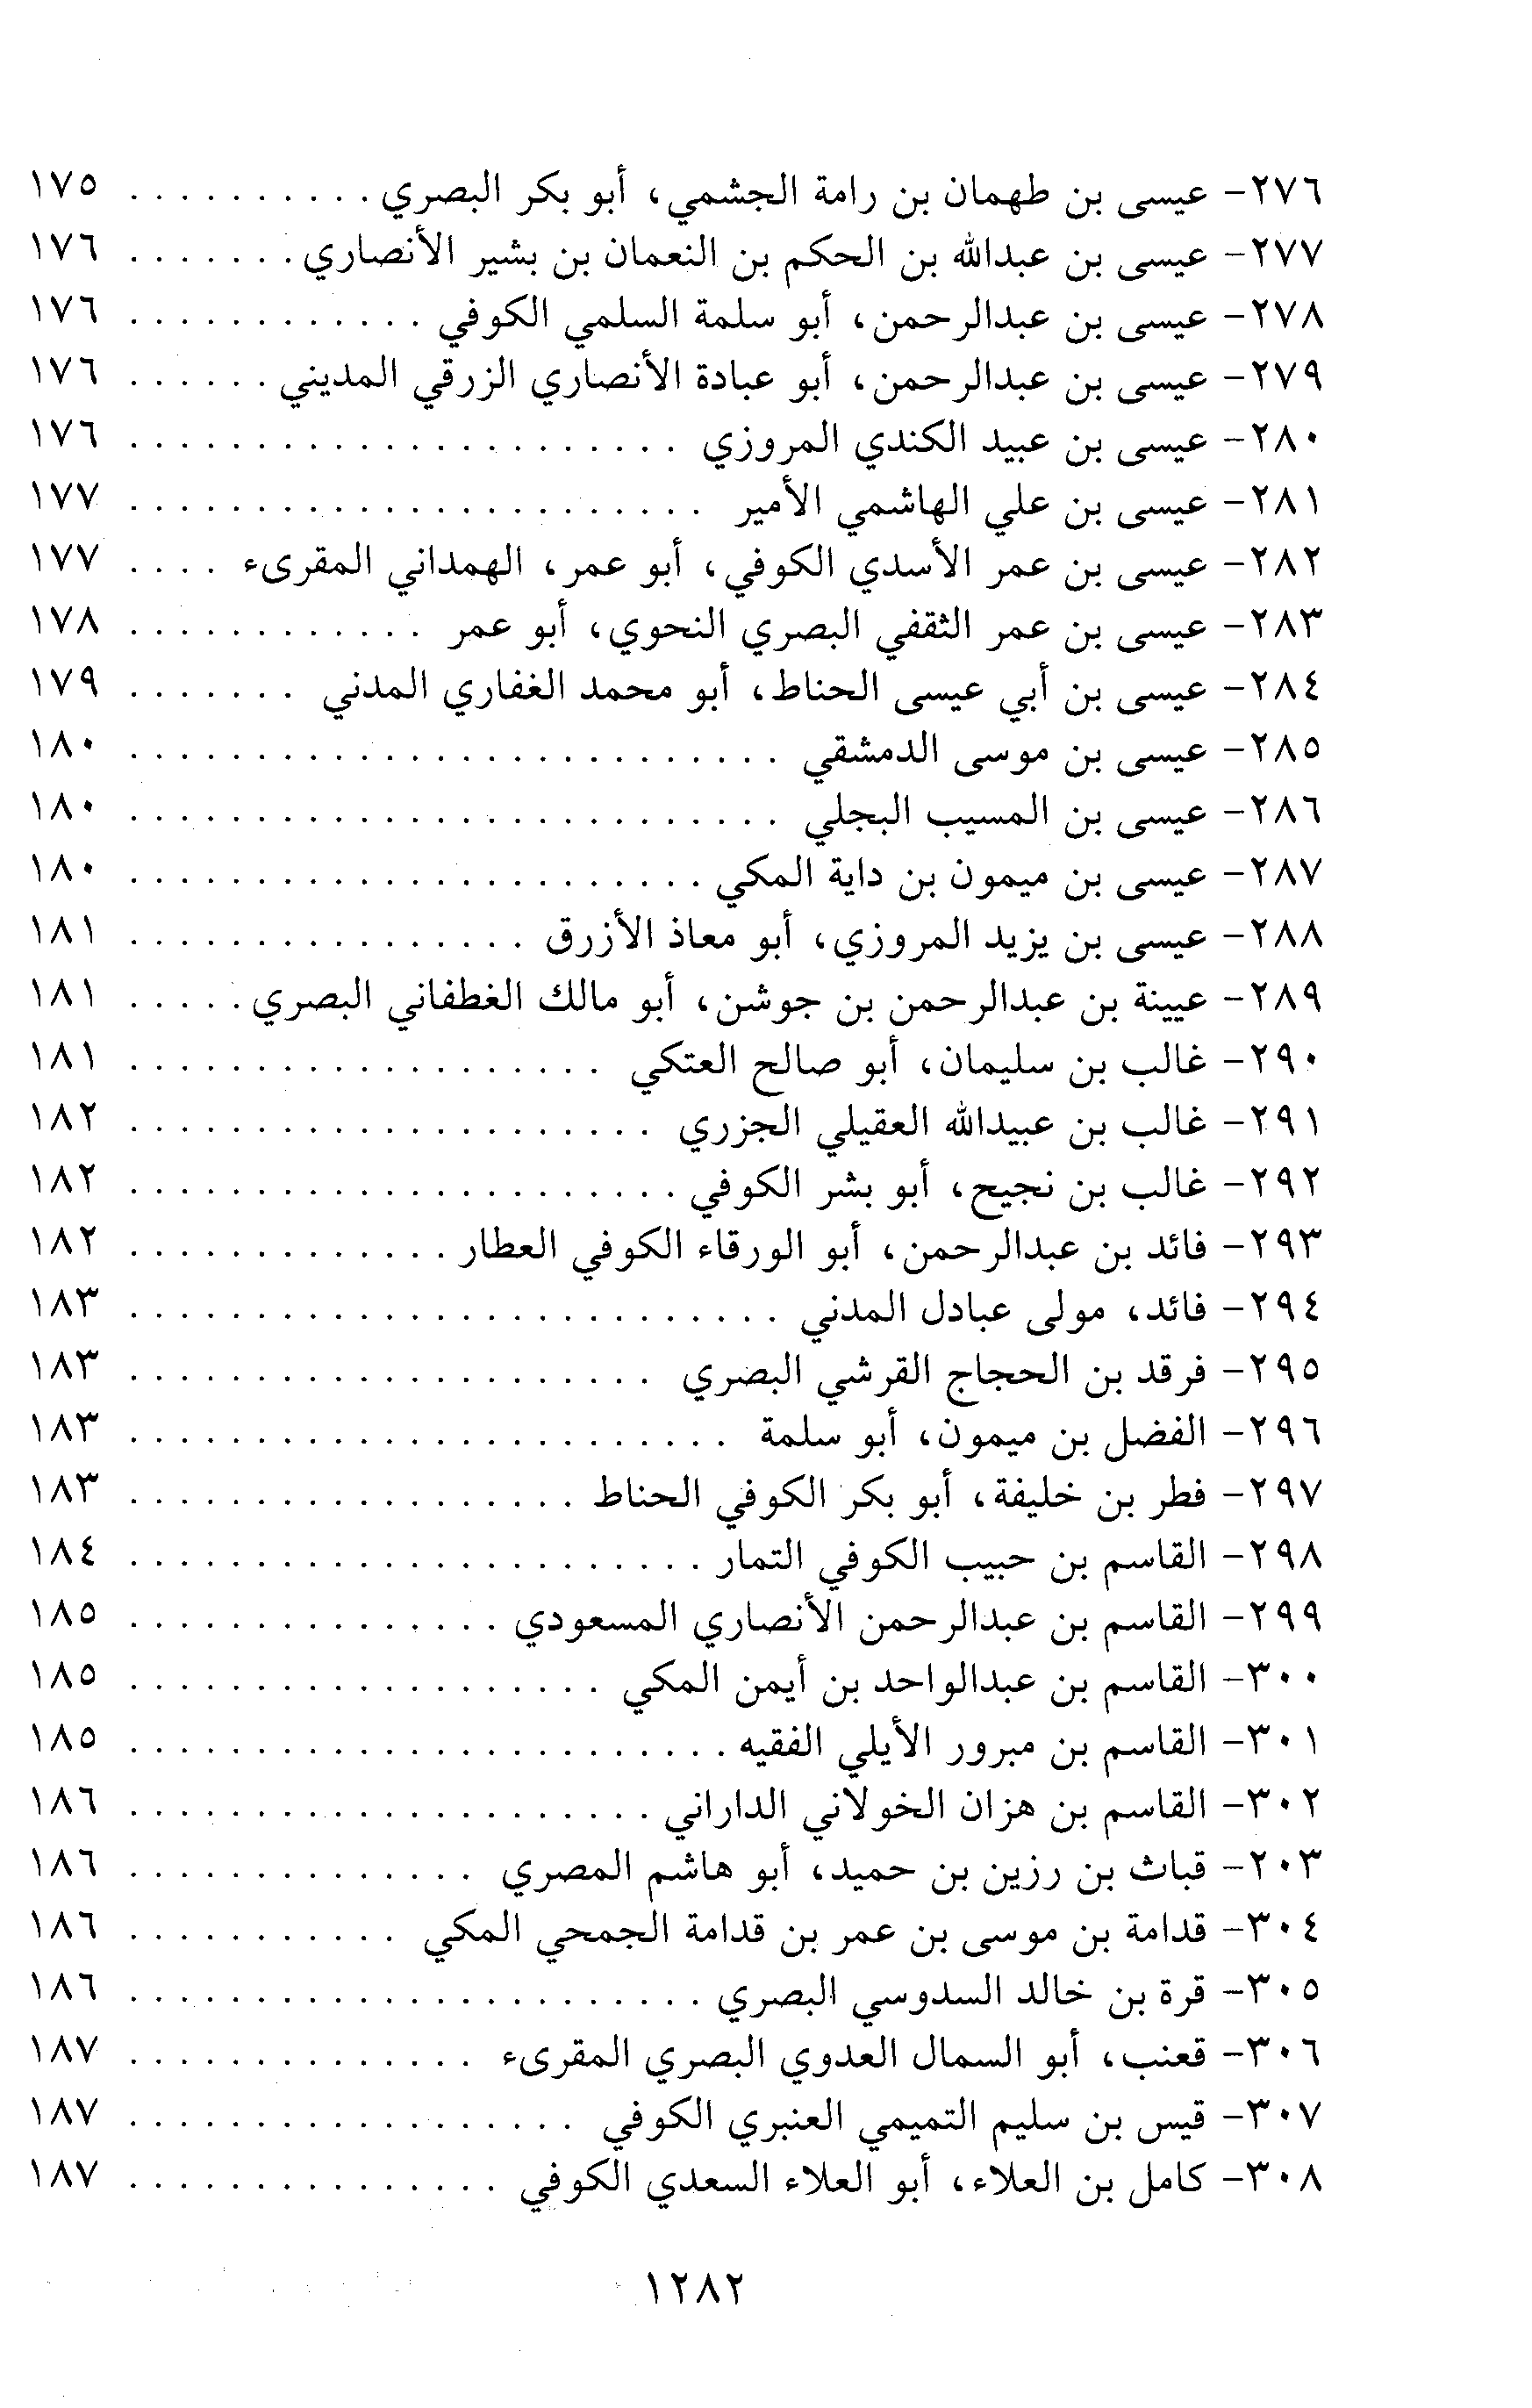 ٢٧٦- عيسى بن طهمان بن رامة الجشمي، أبو بكر البصري . . . . . . . . . . ١٧٥
٢٧٧- عيسى بن عبدالله بن الحكم بن النعمان بن بشير الأنصاري . . . . . . . ١٧٦
٢٧٨- عيسى بن عبدالرحمن، أبو سلمة السلمي الكوفي . . . . . . . . . . . . ١٧٦
٢٧٩- عيسى بن عبدالرحمن، أبو عبادة الأنصاري الزرقي المديني . . . . . . ١٧٦
٢٨٠- عيسى بن عبيد الكندي المروزي . . . . . . . . . . . . . . . . . . . . . . ١٧٦
٢٨١- عيسى بن علي الهاشمي الأمير . . . . . . . . . . . . . . . . . . . . . . . ١٧٧
٢٨٢- عيسى بن عمر الأسدي الكوفي، أبو عمر، الهمداني المقرىء . . . . ١٧٧
٢٨٣- عيسى بن عمر الثقفي البصري النحوي، أبو عمر . . . . . . . . . . . . ١٧٨
٢٨٤- عيسى بن أبي عيسى الحناط، أبو محمد الغفاري المدني . . . . . . . ١٧٩
٢٨٥- عيسى بن موسى الدمشقي . . . . . . . . . . . . . . . . . . . . . . . . . . ١٨٠
٢٨٦- عيسى بن المسيب البجلي . . . . . . . . . . . . . . . . . . . . . . . . . . ١٨٠
٢٨٧- عيسى بن ميمون بن داية المكي . . . . . . . . . . . . . . . . . . . . . . . ١٨٠
٢٨٨- عيسى بن يزيد المروزي، أبو معاذ الأزرق . . . . . . . . . . . . . . . . ١٨١
٢٨٩- عيينة بن عبدالرحمن بن جوشن، أبو مالك الغطفاني البصري . . . . . ١٨١
٢٩٠- غالب بن سليمان، أبو صالح العتكي . . . . . . . . . . . . . . . . . . . ١٨١
٢٩١- غالب بن عبيدالله العقيلي الجزري . . . . . . . . . . . . . . . . . . . . . ١٨٢
٢٩٢- غالب بن نجيح، أبو بشر الكوفي . . . . . . . . . . . . . . . . . . . . . . ١٨٢
٢٩٣- فائد بن عبدالرحمن، أبو الورقاء الكوفي العطار . . . . . . . . . . . . . ١٨٢
٢٩٤- فائد، مولى عبادل المدني . . . . . . . . . . . . . . . . . . . . . . . . . . ١٨٣
٢٩٥- فرقد بن الحجاج القرشي البصري . . . . . . . . . . . . . . . . . . . . . ١٨٣
٢٩٦- الفضل بن ميمون، أبو سلمة . . . . . . . . . . . . . . . . . . . . . . . . ١٨٣
٢٩٧- فطر بن خليفة، أبو بكر الكوفي الحناط . . . . . . . . . . . . . . . . . . ١٨٣
٢٩٨- القاسم بن حبيب الكوفي التمار . . . . . . . . . . . . . . . . . . . . . . . ١٨٤
٢٩٩- القاسم بن عبدالرحمن الأنصاري المسعودي . . . . . . . . . . . . . . . ١٨٥
٣٠٠- القاسم بن عبدالواحد بن أيمن المكي . . . . . . . . . . . . . . . . . . . ١٨٥
٣٠١- القاسم بن مبرور الأيلي الفقيه . . . . . . . . . . . . . . . . . . . . . . . . ١٨٥
٣٠٢- القاسم بن هزان الخولاني الداراني . . . . . . . . . . . . . . . . . . . . . ١٨٦
٢٠٣- قباث بن رزين بن حميد، أبو هاشم المصري . . . . . . . . . . . . . . ١٨٦
٣٠٤- قدامة بن موسى بن عمر بن قدامة الجمحي المكي . . . . . . . . . . . ١٨٦
٣٠٥- قرة بن خالد السدوسي البصري . . . . . . . . . . . . . . . . . . . . . . . ١٨٦
٣٠٦- قعنب، أبو السمال العدوي البصري المقرىء . . . . . . . . . . . . . . ١٨٧
٣٠٧- قيس بن سليم التميمي العنبري الكوفي . . . . . . . . . . . . . . . . . . ١٨٧
٣٠٨- كامل بن العلاء، أبو العلاء السعدي الكوفي . . . . . . . . . . . . . . . ١٨٧
١٢٨٢